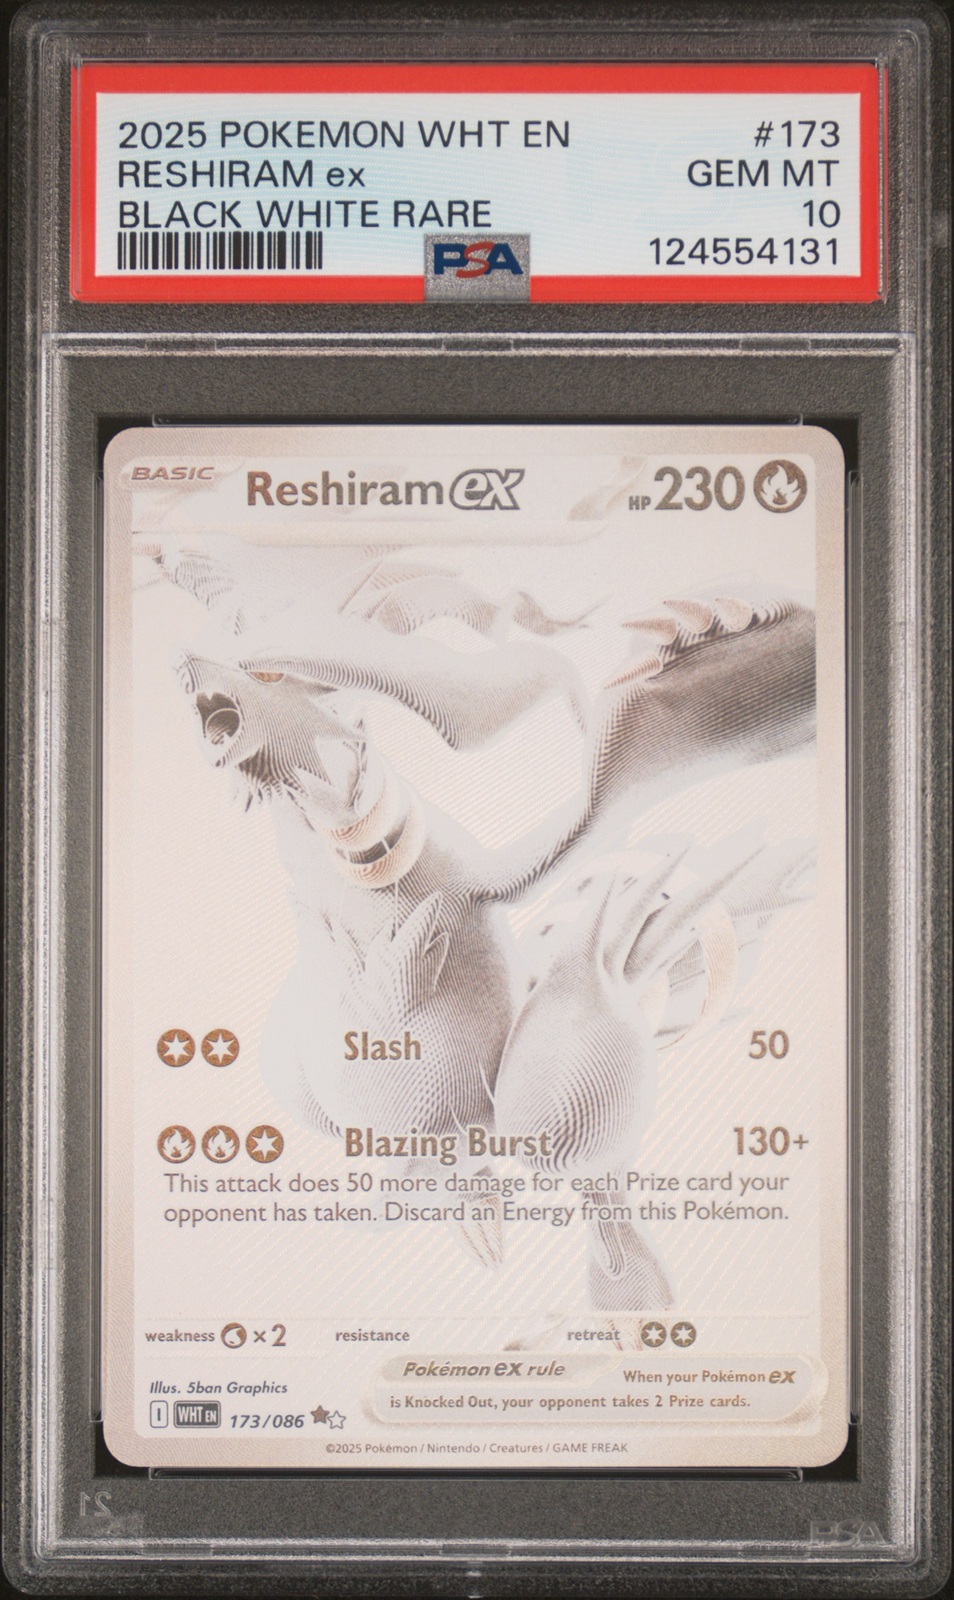 2025 POKEMON WHT EN #173
RESHIRAM ex GEM MT
BLACK WHITE RARE 10
PSA 124554131
BASIC Reshiram ex HP 230
Slash 50
Blazing Burst 130+
This attack does 50 more damage for each Prize card your
opponent has taken. Discard an Energy from this Pokémon.
weakness ×2 resistance retreat
Pokémon ex rule When your Pokémon ex
is Knocked Out, your opponent takes 2 Prize cards.
Illus. 5ban Graphics
I WHT EN 173/086
©2025 Pokémon / Nintendo / Creatures / GAME FREAK
21
PSA